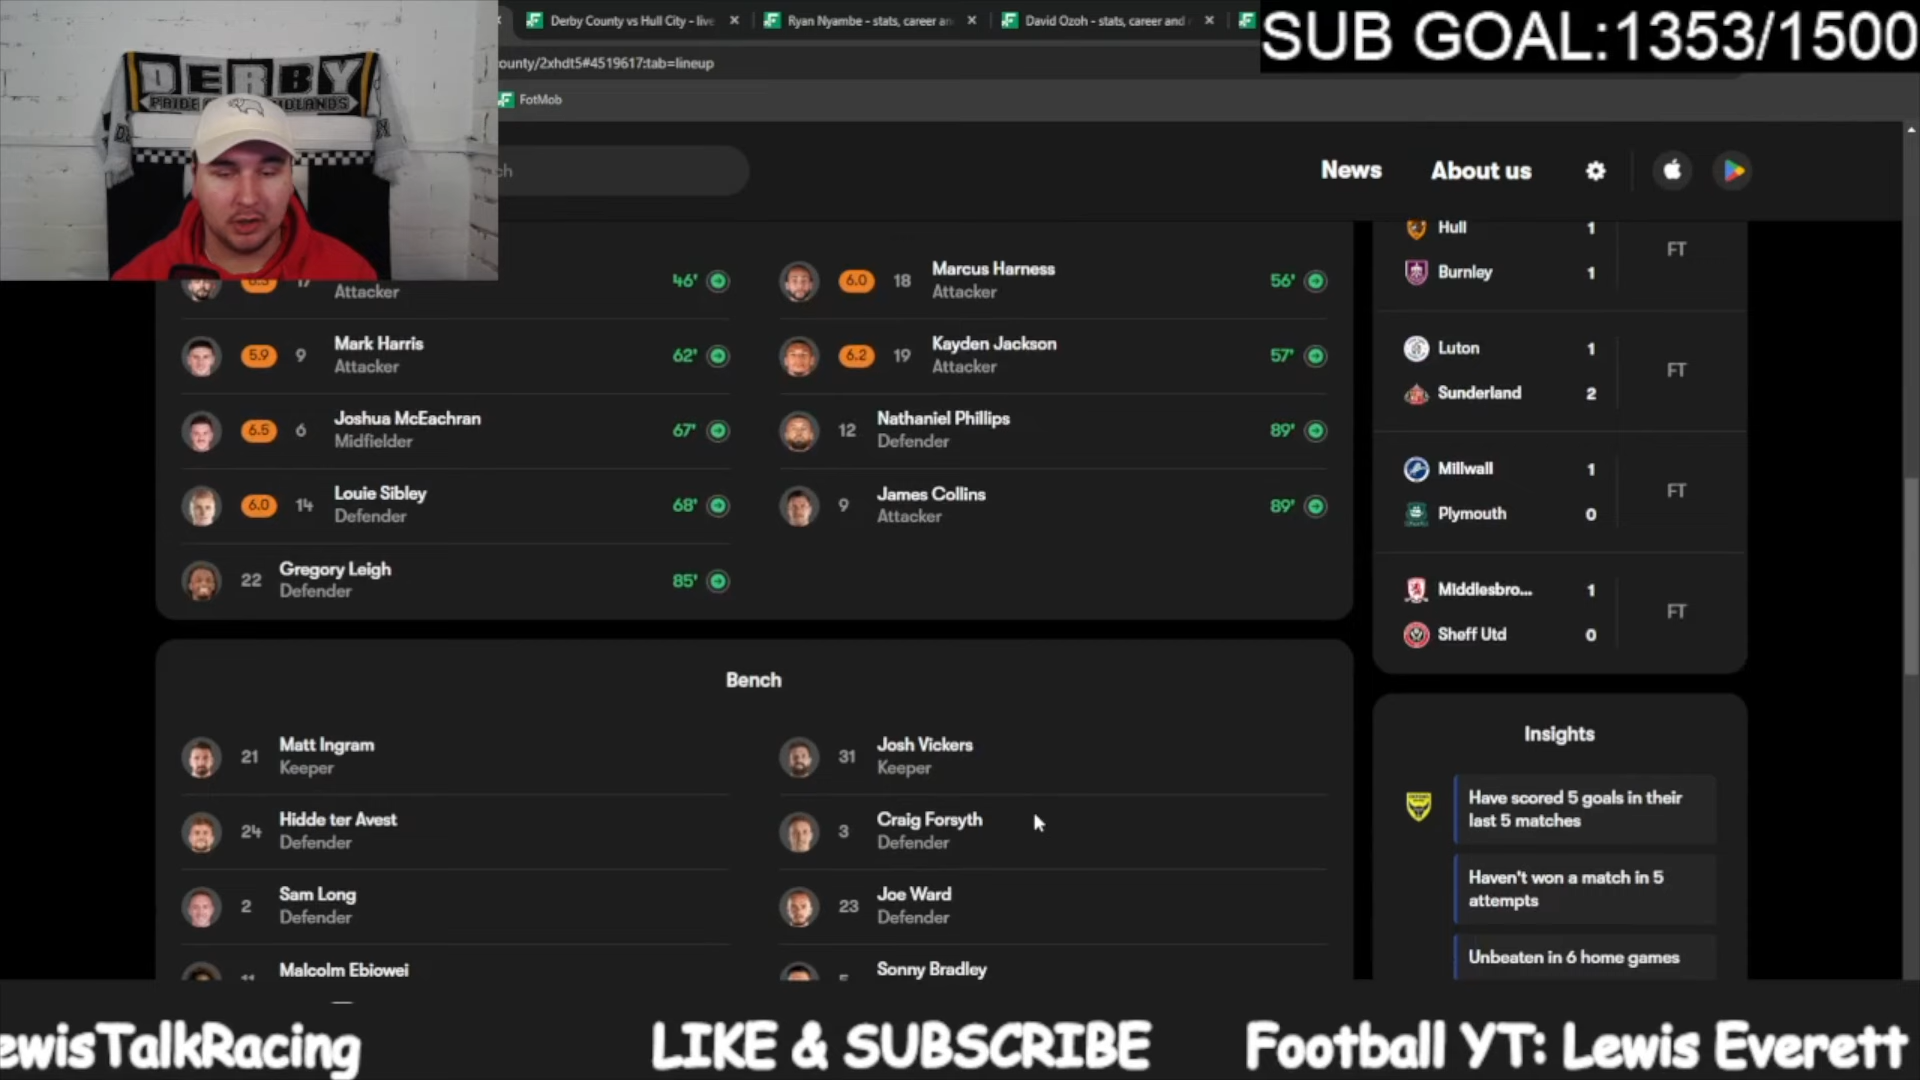 Derby County vs Hull City - live
Ryan Nyambe - stats, career an
David Ozoh - stats, career and
SUB GOAL:1353/1500
ounty/2xhdt5#4519617:tab=lineup
FotMob
DERBY
PRIDE
MIDLANDS
ch
News
About us
17
Attacker
46'
6.0
18
Marcus Harness
Attacker
56'
5.9
9
Mark Harris
Attacker
62'
6.2
19
Kayden Jackson
Attacker
57'
6.5
6
Joshua McEachran
Midfielder
67'
12
Nathaniel Phillips
Defender
89'
6.0
14
Louie Sibley
Defender
68'
9
James Collins
Attacker
89'
22
Gregory Leigh
Defender
85'
Bench
21
Matt Ingram
Keeper
31
Josh Vickers
Keeper
24
Hidde ter Avest
Defender
3
Craig Forsyth
Defender
2
Sam Long
Defender
23
Joe Ward
Defender
11
Malcolm Ebiowei
5
Sonny Bradley
Hull 1
Burnley 1
FT
Luton 1
Sunderland 2
FT
Millwall 1
Plymouth 0
FT
Middlesbro... 1
Sheff Utd 0
FT
Insights
Have scored 5 goals in their
last 5 matches
Haven't won a match in 5
attempts
Unbeaten in 6 home games
ewisTalkRacing
LIKE & SUBSCRIBE
Football YT: Lewis Everett